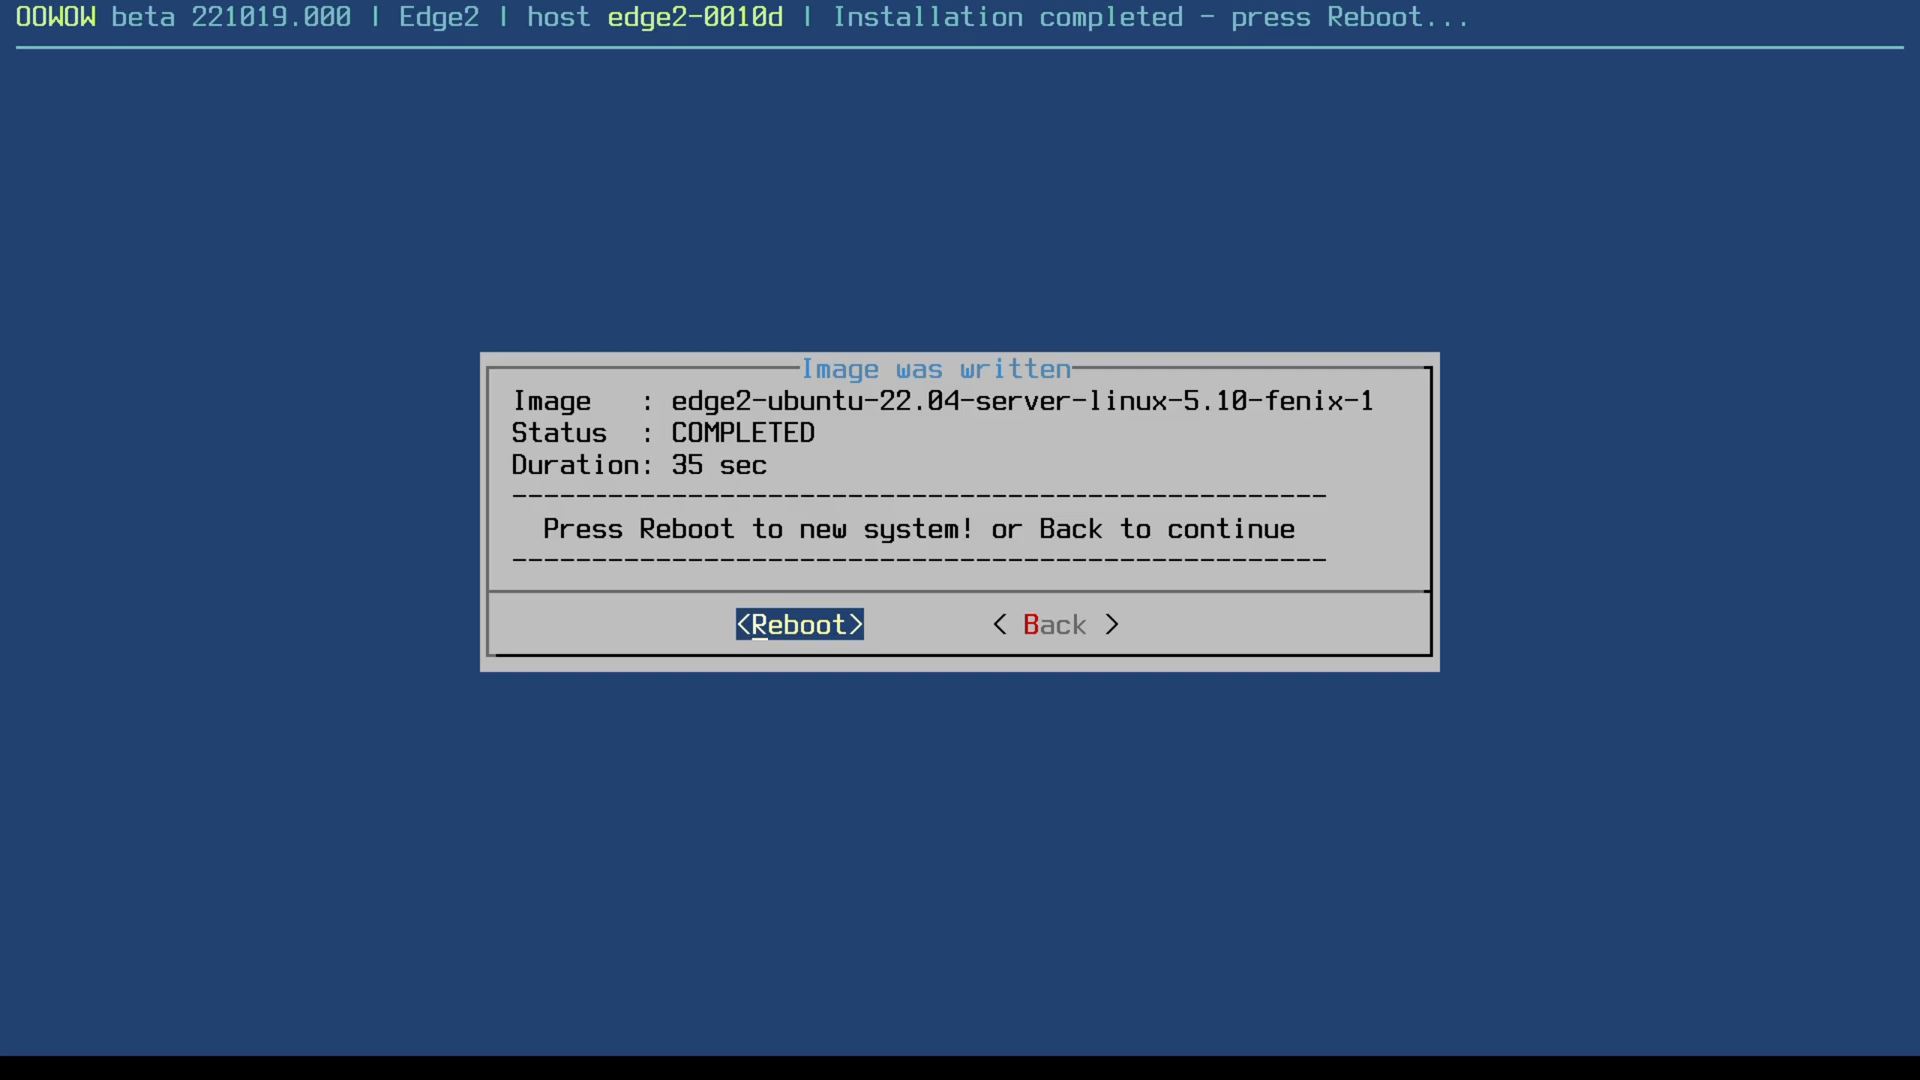 OOWOW beta 221019.000 | Edge2 | host edge2-0010d | Installation completed - press Reboot...
Image was written
Image   : edge2-ubuntu-22.04-server-linux-5.10-fenix-1
Status  : COMPLETED
Duration: 35 sec
---------------------------------------------------
Press Reboot to new system! or Back to continue
---------------------------------------------------
<Reboot>        < Back >